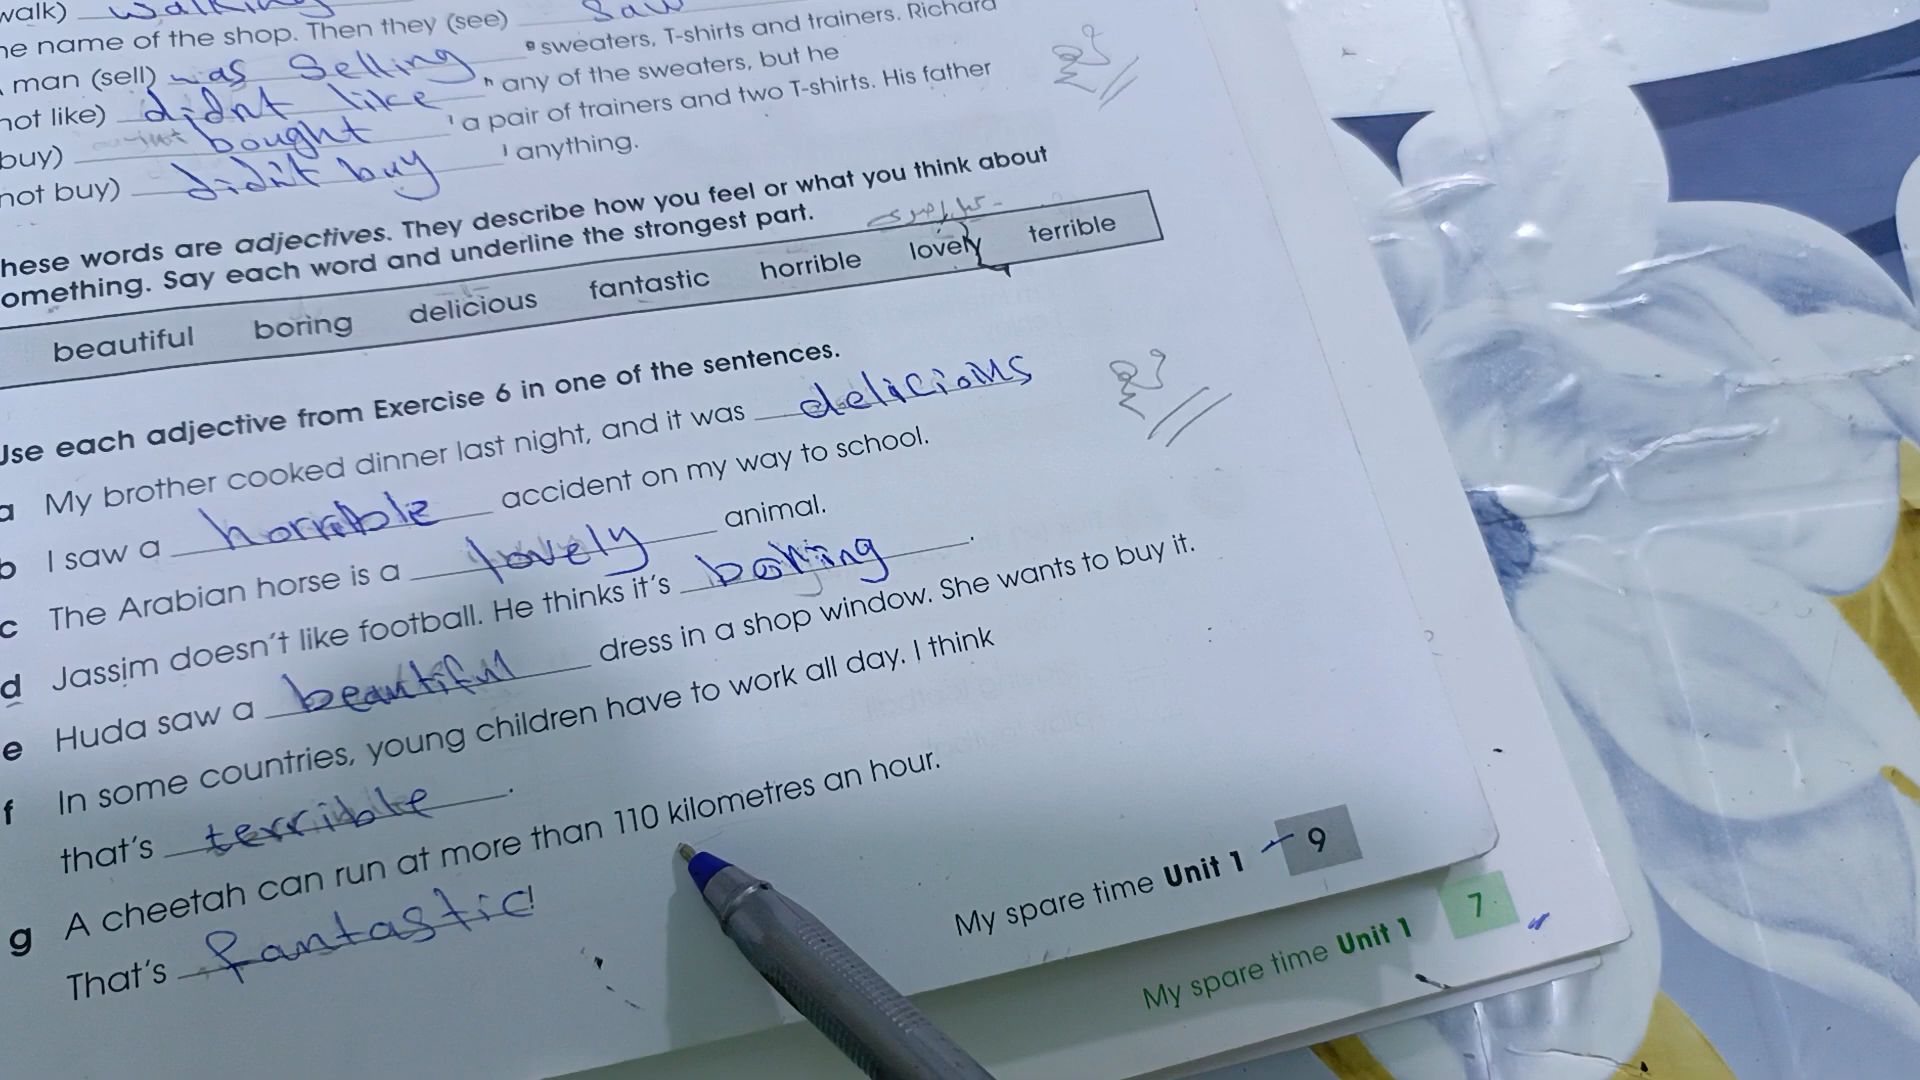 walk) walking
he name of the shop. Then they (see) saw
man (sell) was Selling sweaters, T-shirts and trainers. Richard
not like) didnt like any of the sweaters, but he
buy) bought a pair of trainers and two T-shirts. His father
not buy) didn't buy anything.
hese words are adjectives. They describe how you feel or what you think about
omething. Say each word and underline the strongest part.
beautiful boring delicious fantastic horrible lovely terrible
Use each adjective from Exercise 6 in one of the sentences.
a My brother cooked dinner last night, and it was delicious
b I saw a horrible accident on my way to school.
c The Arabian horse is a lovely animal.
d Jassim doesn't like football. He thinks it's boring.
e Huda saw a beautiful dress in a shop window. She wants to buy it.
f In some countries, young children have to work all day. I think
that's terrible.
g A cheetah can run at more than 110 kilometres an hour.
That's fantastic!
My spare time Unit 1 9
My spare time Unit 1 7